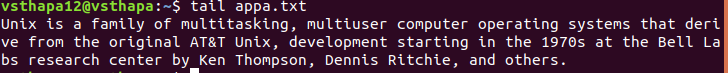 vsthapa12@vsthapa:~$ tail appa.txt
Unix is a family of multitasking, multiuser computer operating systems that deri
ve from the original AT&T Unix, development starting in the 1970s at the Bell La
bs research center by Ken Thompson, Dennis Ritchie, and others.